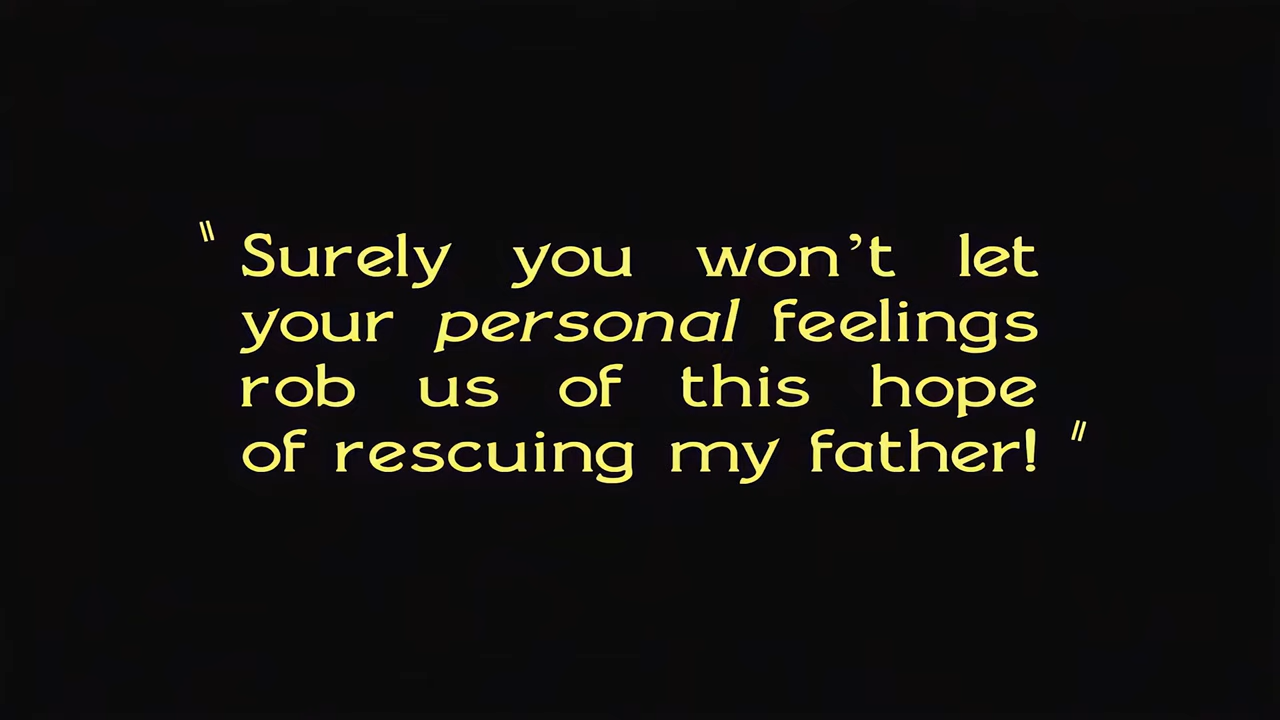 "Surely you won't let
your personal feelings
rob us of this hope
of rescuing my father!"